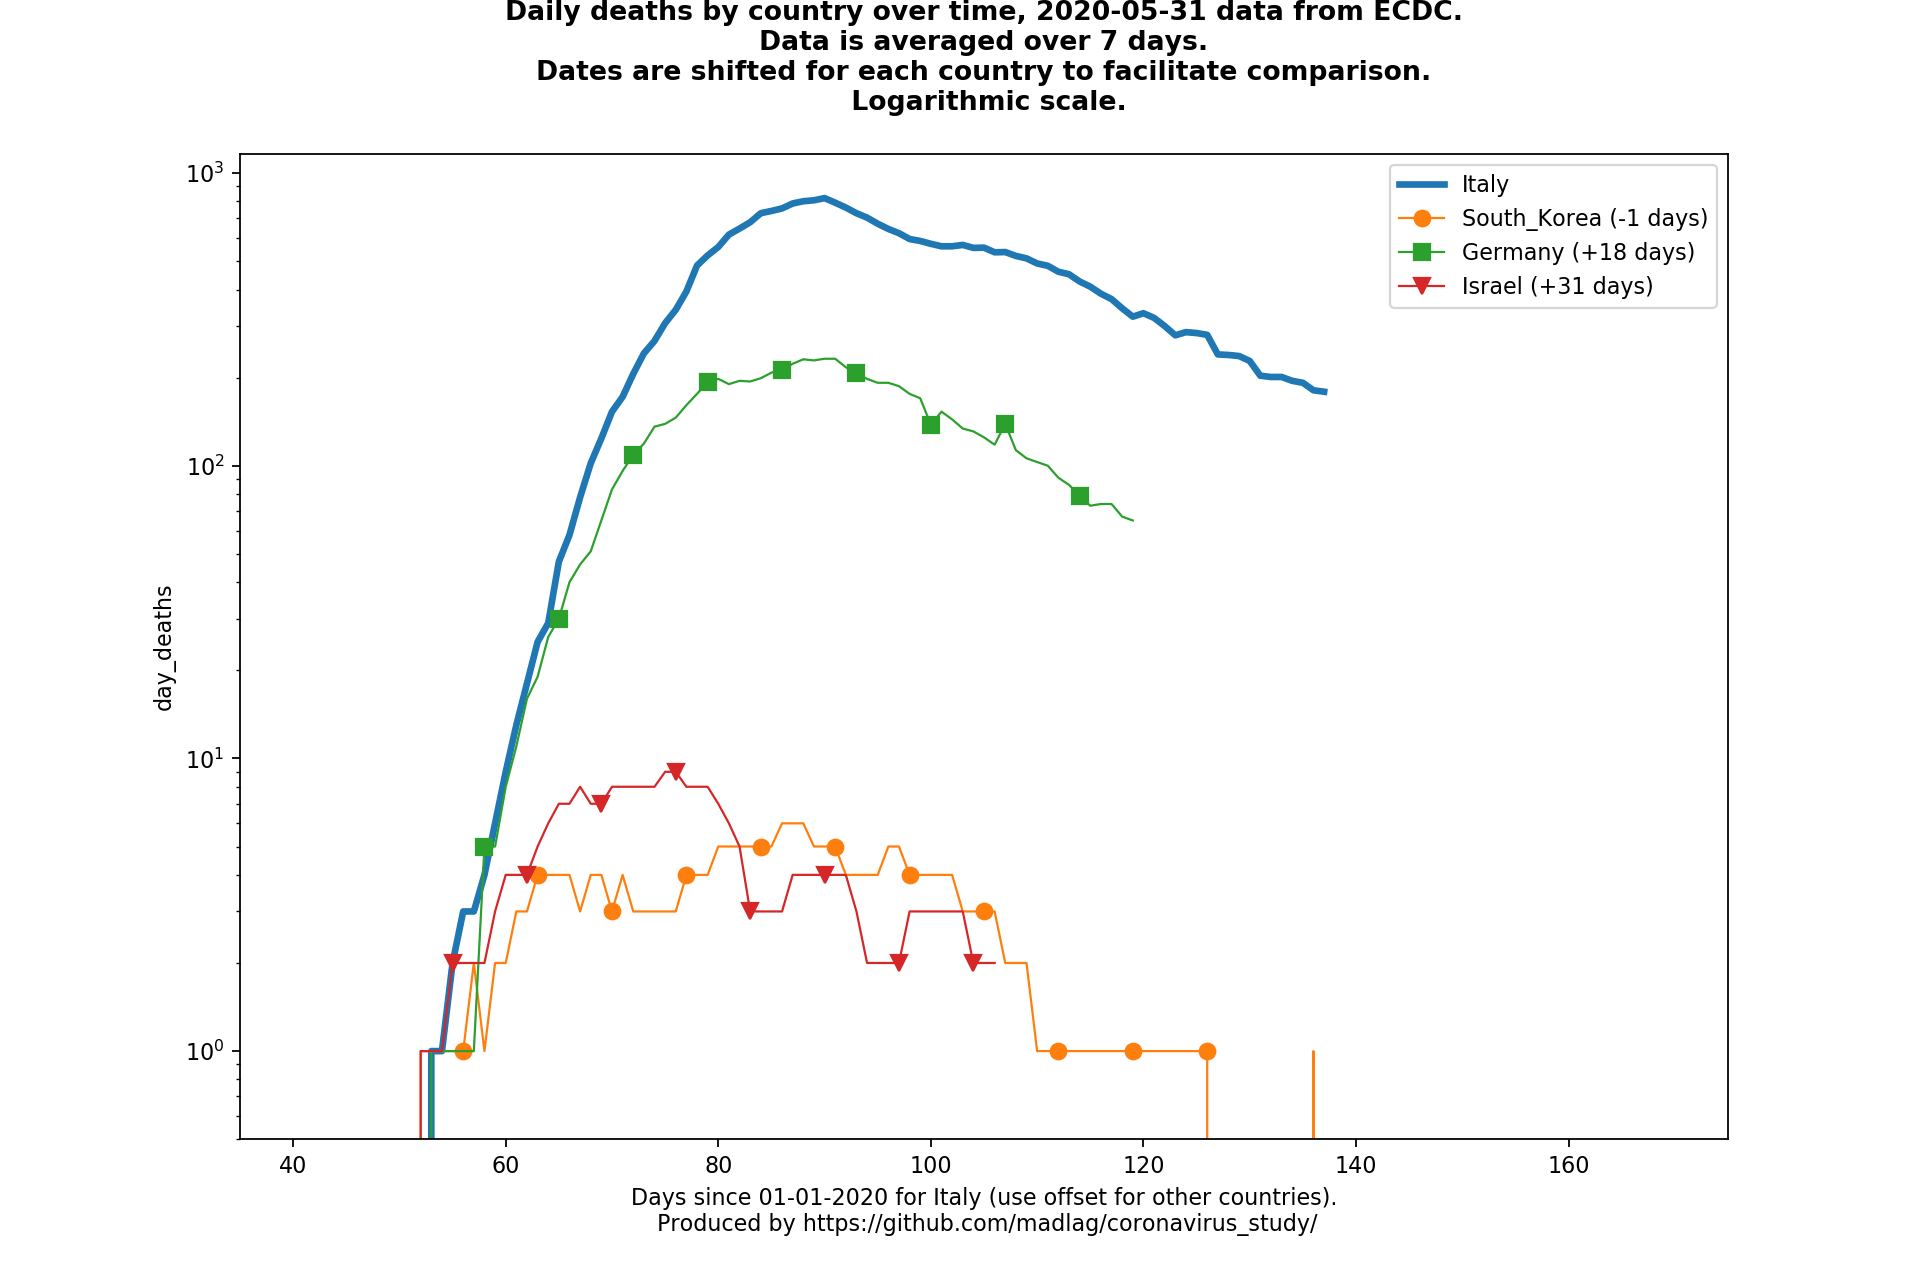 Daily deaths by country over time, 2020-05-31 data from ECDC.
Data is averaged over 7 days.
Dates are shifted for each country to facilitate comparison.
Logarithmic scale.
10³
10²
10¹
10⁰
day_deaths
Italy
South_Korea (-1 days)
Germany (+18 days)
Israel (+31 days)
40 60 80 100 120 140 160
Days since 01-01-2020 for Italy (use offset for other countries).
Produced by https://github.com/madlag/coronavirus_study/